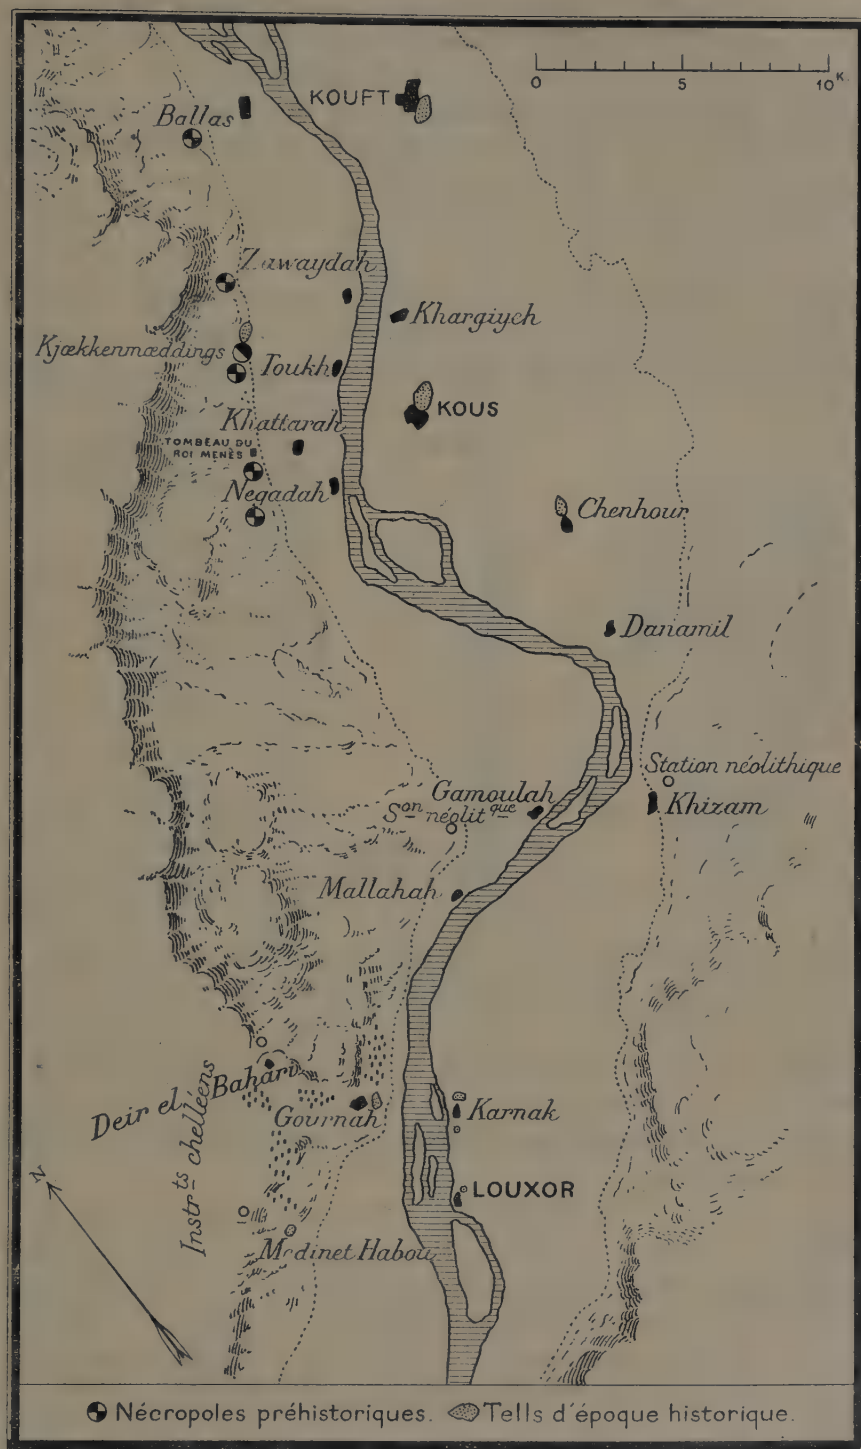 KOUFT
0 5 10K.
Ballas
Zawaydah
Khargiyeh
Kjœkkenmœddings
Toukh
KOUS
Khattarah
TOMBEAU DU
ROI MENÈS
Negadah
Chenhour
Danamil
Station néolithique
Gamoulah
Son néolitque
Khizam
Mallahah
Deir el Bahari
Gournah
Karnak
Instrts chelléens
N
LOUXOR
Medinet Habou
Nécropoles préhistoriques. Tells d'époque historique.